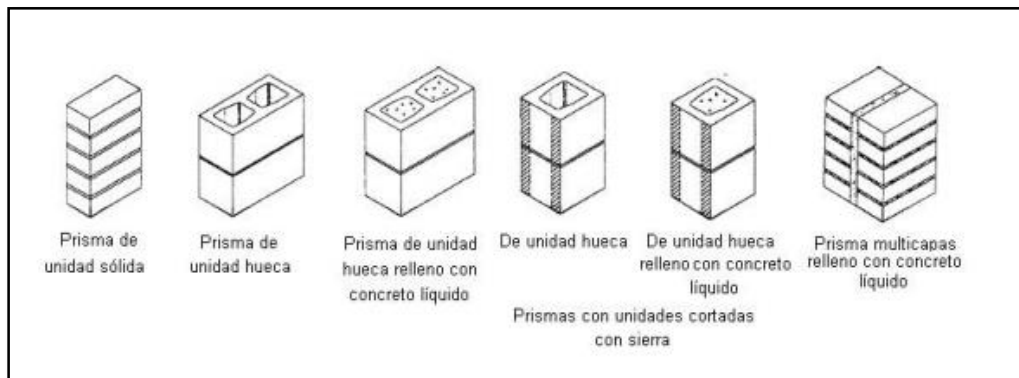 Prisma de
unidad sólida
Prisma de
unidad hueca
Prisma de unidad
hueca relleno con
concreto líquido
De unidad hueca
De unidad hueca
relleno con concreto
líquido
Prismas con unidades cortadas
con sierra
Prisma multicapas
relleno con concreto
líquido